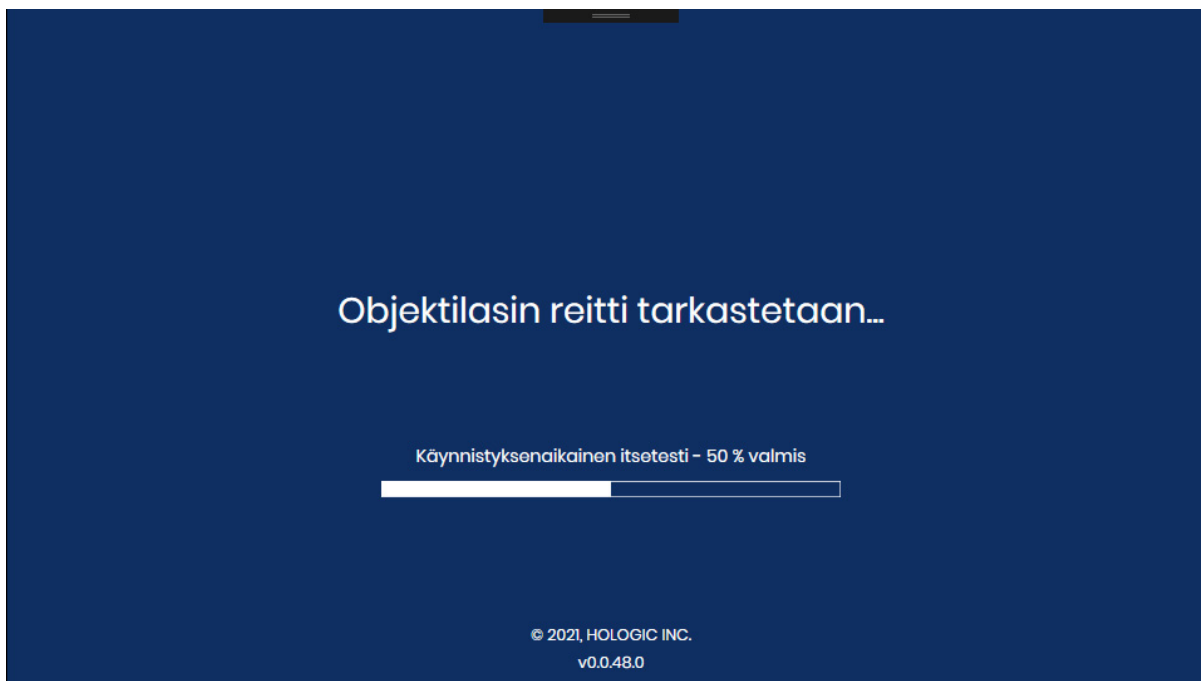 Objektilasin reitti tarkastetaan...
Käynnistyksenaikainen itsetesti - 50 % valmis
© 2021, HOLOGIC INC.
v0.0.48.0